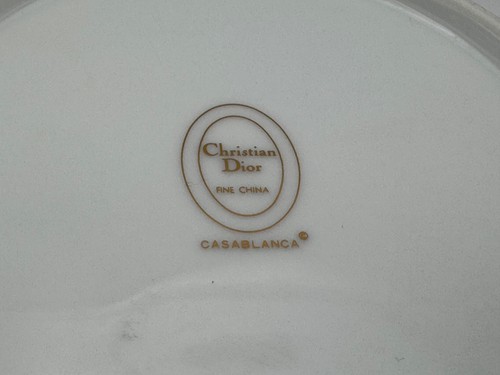 Christian
Dior
FINE CHINA
CASABLANCA©